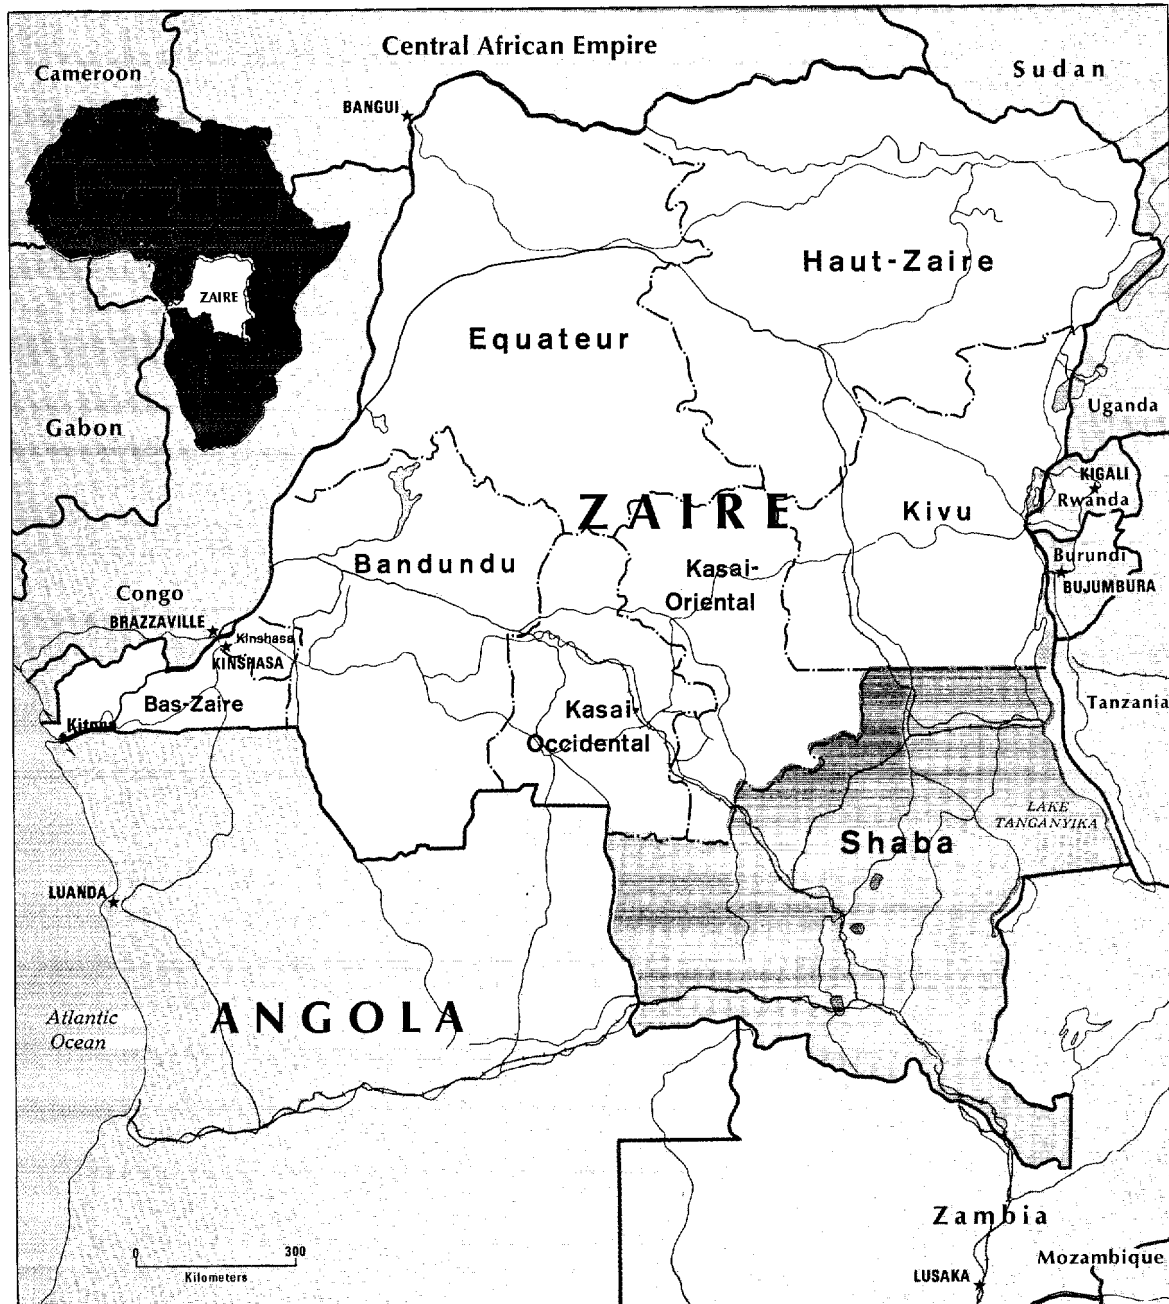 Central African Empire
Sudan
Cameroon
BANGUI
Haut-Zaire
ZAIRE
Equateur
Uganda
Gabon
KIGALI
Rwanda
ZAIRE
Kivu
Burundi
Bandundu
Kasai-
Oriental
BUJUMBURA
Congo
BRAZZAVILLE
Kinshasa
KINSHASA
Bas-Zaire
Kasai-
Occidental
Tanzania
Kitona
LAKE
TANGANYIKA
Shaba
LUANDA
ANGOLA
Atlantic
Ocean
Zambia
0 300
Kilometers
Mozambique
LUSAKA